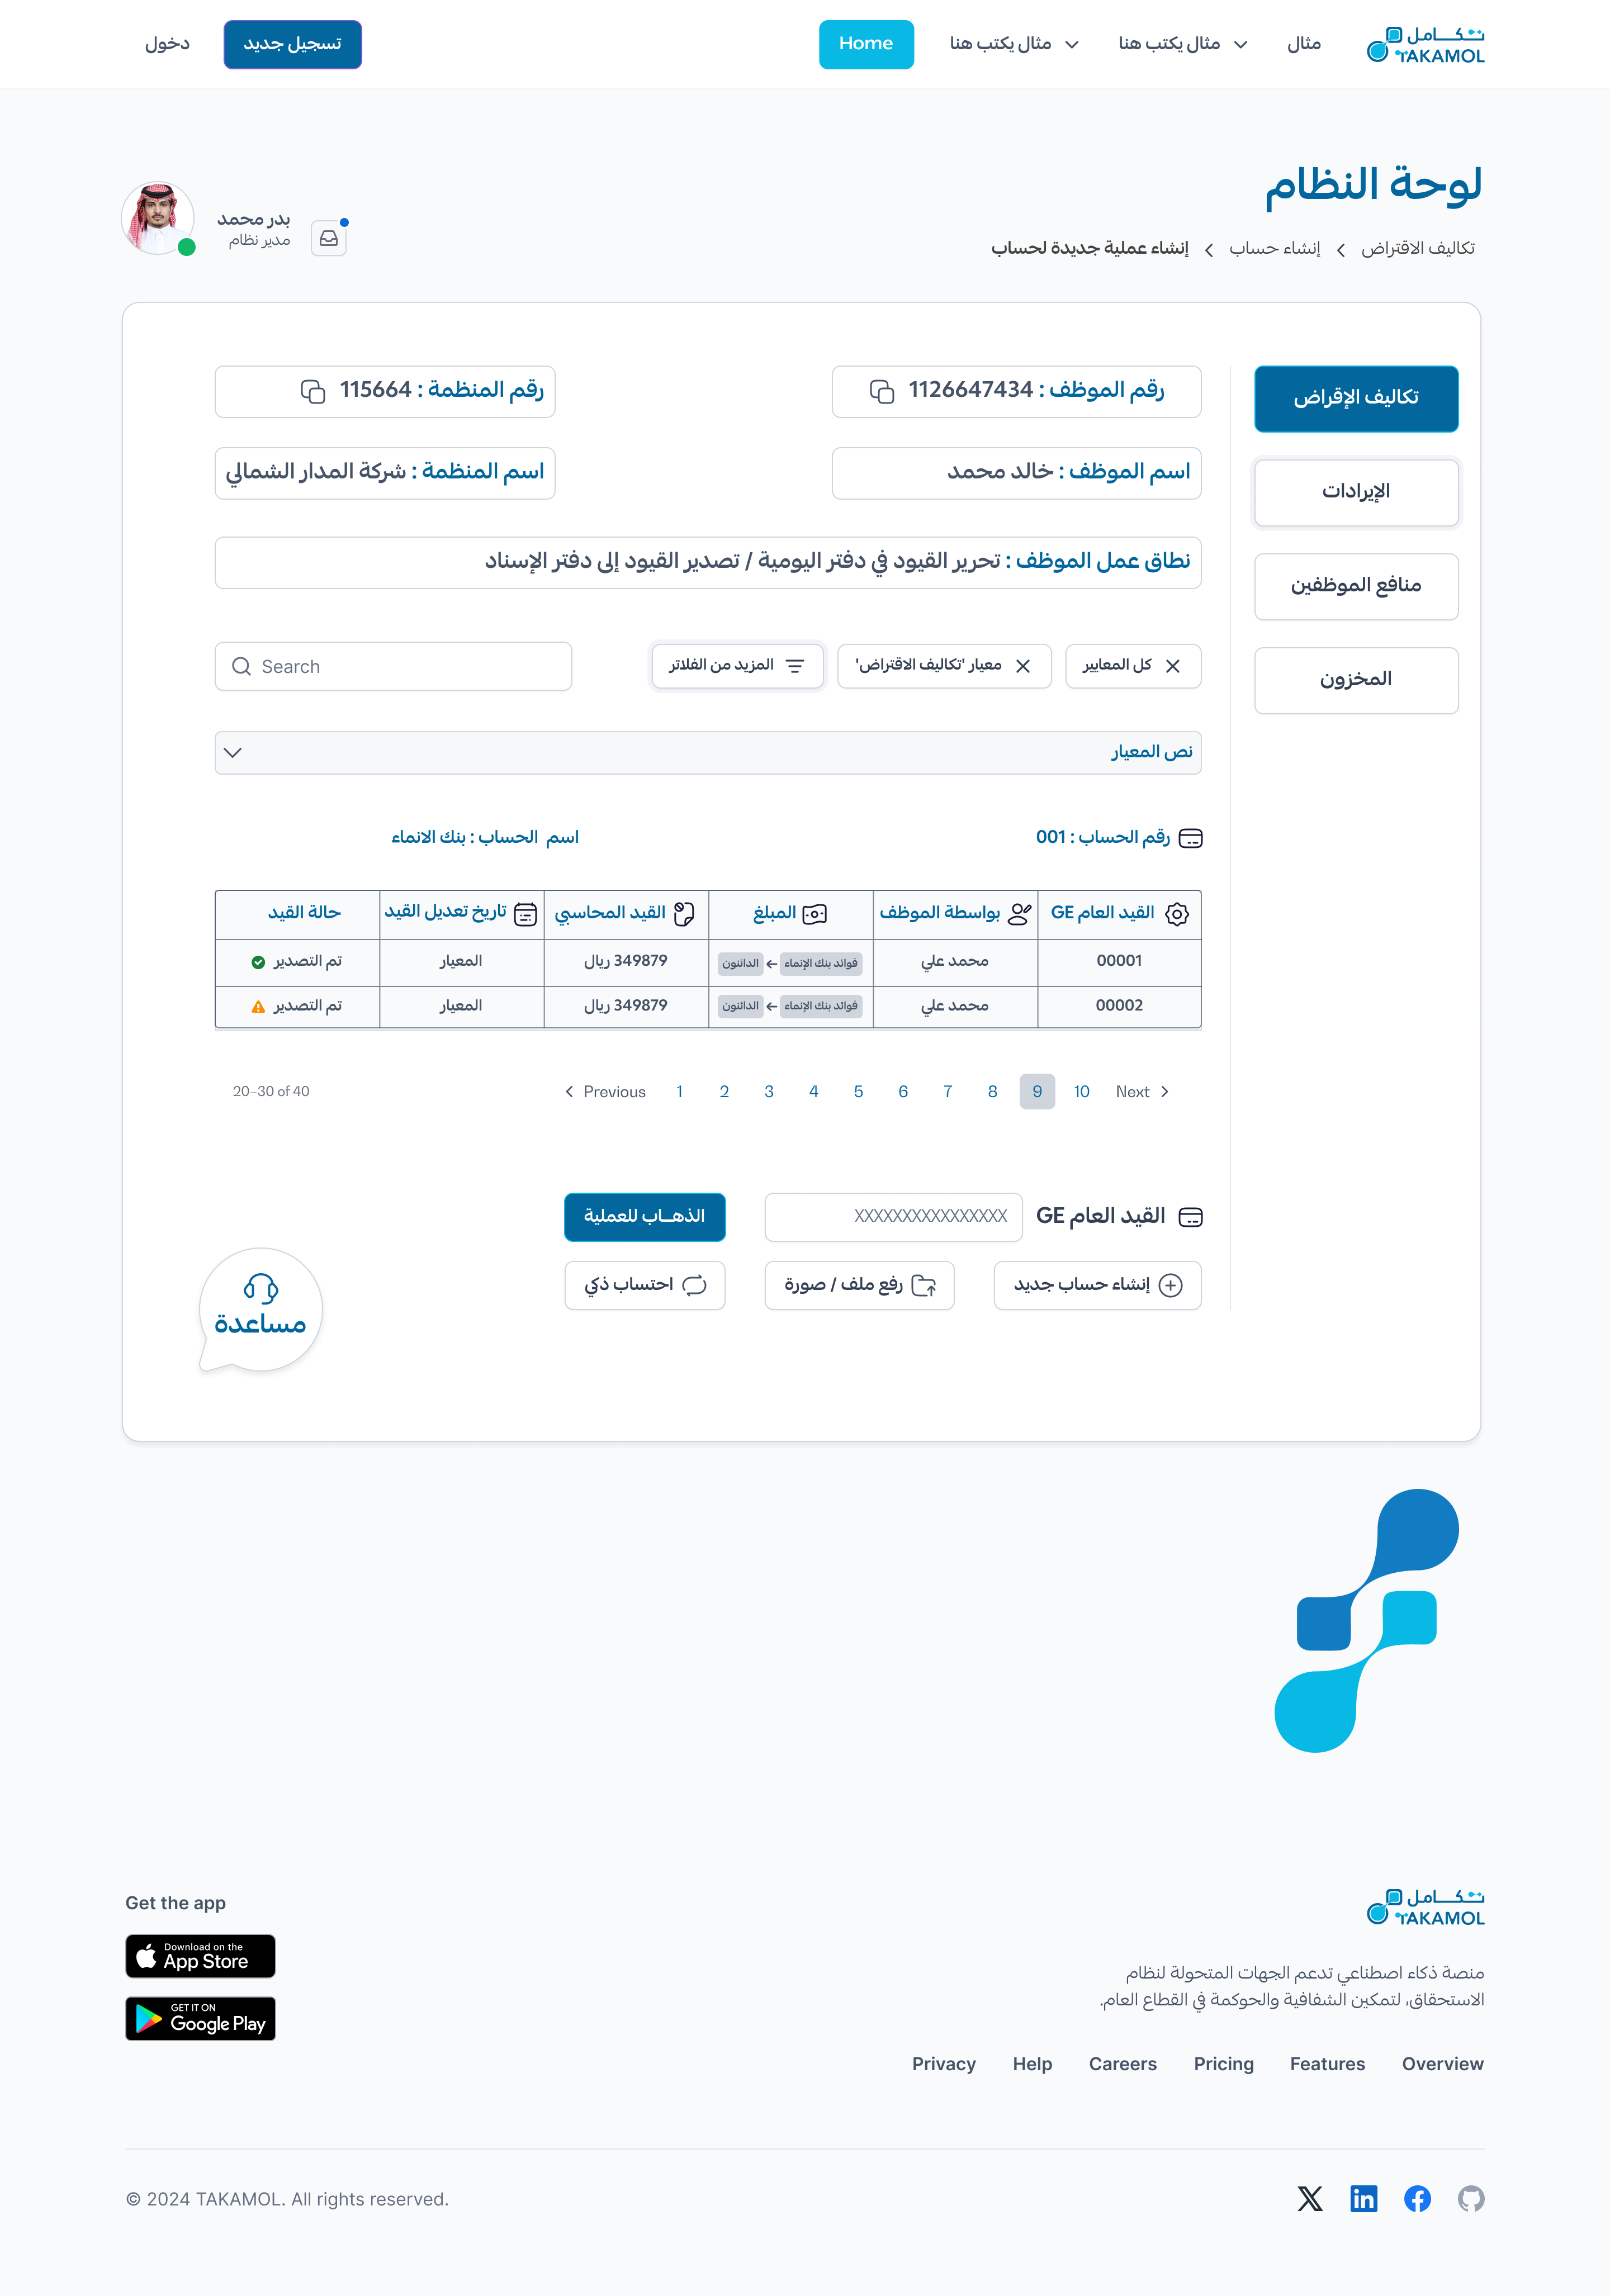 تكامل
TAKAMOL
مثال
مثال يكتب هنا
مثال يكتب هنا
Home
تسجيل جديد
دخول
لوحة النظام
تكاليف الاقتراض
إنشاء حساب
إنشاء عملية جديدة لحساب
بدر محمد
مدير نظام
تكاليف الإقراض
الإيرادات
منافع الموظفين
المخزون
رقم الموظف : 1126647434
رقم المنظمة : 115664
اسم الموظف : خالد محمد
اسم المنظمة : شركة المدار الشمالي
نطاق عمل الموظف : تحرير القيود في دفتر اليومية / تصدير القيود إلى دفتر الإسناد
كل المعايير
معيار 'تكاليف الاقتراض'
المزيد من الفلاتر
Search
نص المعيار
رقم الحساب : 001
اسم الحساب : بنك الانماء
القيد العام GE
بواسطة الموظف
المبلغ
القيد المحاسبي
تاريخ تعديل القيد
حالة القيد
00001
محمد علي
فوائد بنك الإنماء ← الدائنون
349879 ريال
المعيار
تم التصدير
00002
محمد علي
فوائد بنك الإنماء ← الدائنون
349879 ريال
المعيار
تم التصدير
20–30 of 40
Previous 1 2 3 4 5 6 7 8 9 10 Next
القيد العام GE
XXXXXXXXXXXXXXXX
الذهـــاب للعملية
إنشاء حساب جديد
رفع ملف / صورة
احتساب ذكي
مساعدة
تكامل
TAKAMOL
منصة ذكاء اصطناعي تدعم الجهات المتحولة لنظام
الاستحقاق، لتمكين الشفافية والحوكمة في القطاع العام.
Privacy Help Careers Pricing Features Overview
Get the app
Download on the
App Store
GET IT ON
Google Play
© 2024 TAKAMOL. All rights reserved.